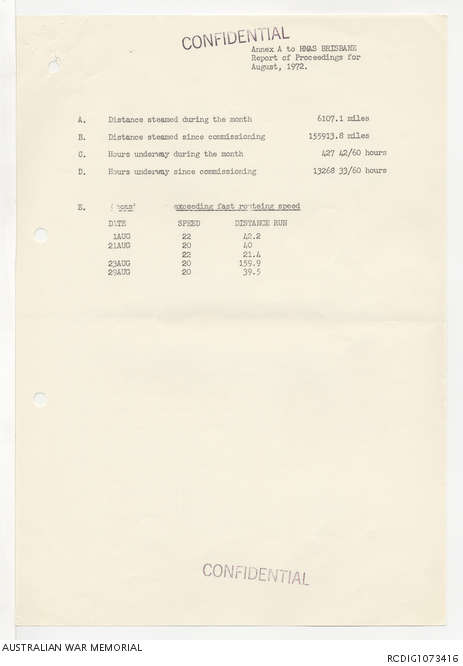 CONFIDENTIAL
Annex A to HMAS BRISBANE
Report of Proceedings for
August, 1972.
A. Distance steamed during the month 6107.1 miles
B. Distance steamed since commissioning 155913.8 miles
C. Hours underway during the month 427 42/60 hours
D. Hours underway since commissioning 13268 33/60 hours
E. exceeding fast routeing speed
DATE SPEED DISTANCE RUN
1AUG 22 42.2
21AUG 20 40
22 21.4
23AUG 20 159.9
29AUG 20 39.5
CONFIDENTIAL
AUSTRALIAN WAR MEMORIAL
RCDIG1073416